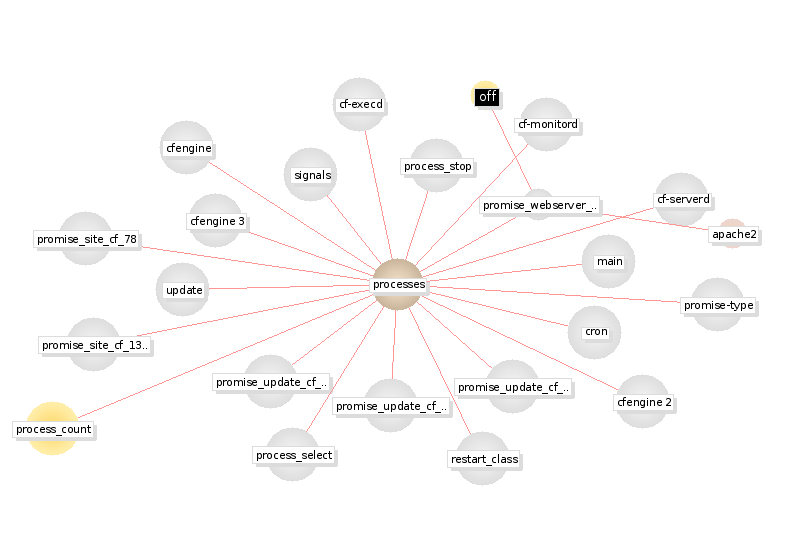 off
cf-execd
cf-monitord
cfengine
process_stop
signals
cf-serverd
promise_webserver_..
cfengine 3
apache2
promise_site_cf_78
main
processes
update
promise-type
cron
promise_site_cf_13..
promise_update_cf_..
promise_update_cf_..
cfengine 2
promise_update_cf_..
process_count
process_select
restart_class